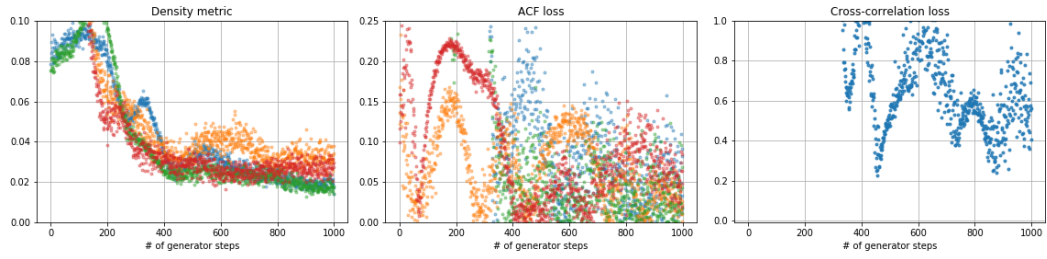 Density metric
0.10
0.08
0.06
0.04
0.02
0.00
0 200 400 600 800 1000
# of generator steps
ACF loss
0.25
0.20
0.15
0.10
0.05
0.00
0 200 400 600 800 1000
# of generator steps
Cross-correlation loss
1.0
0.8
0.6
0.4
0.2
0.0
0 200 400 600 800 1000
# of generator steps